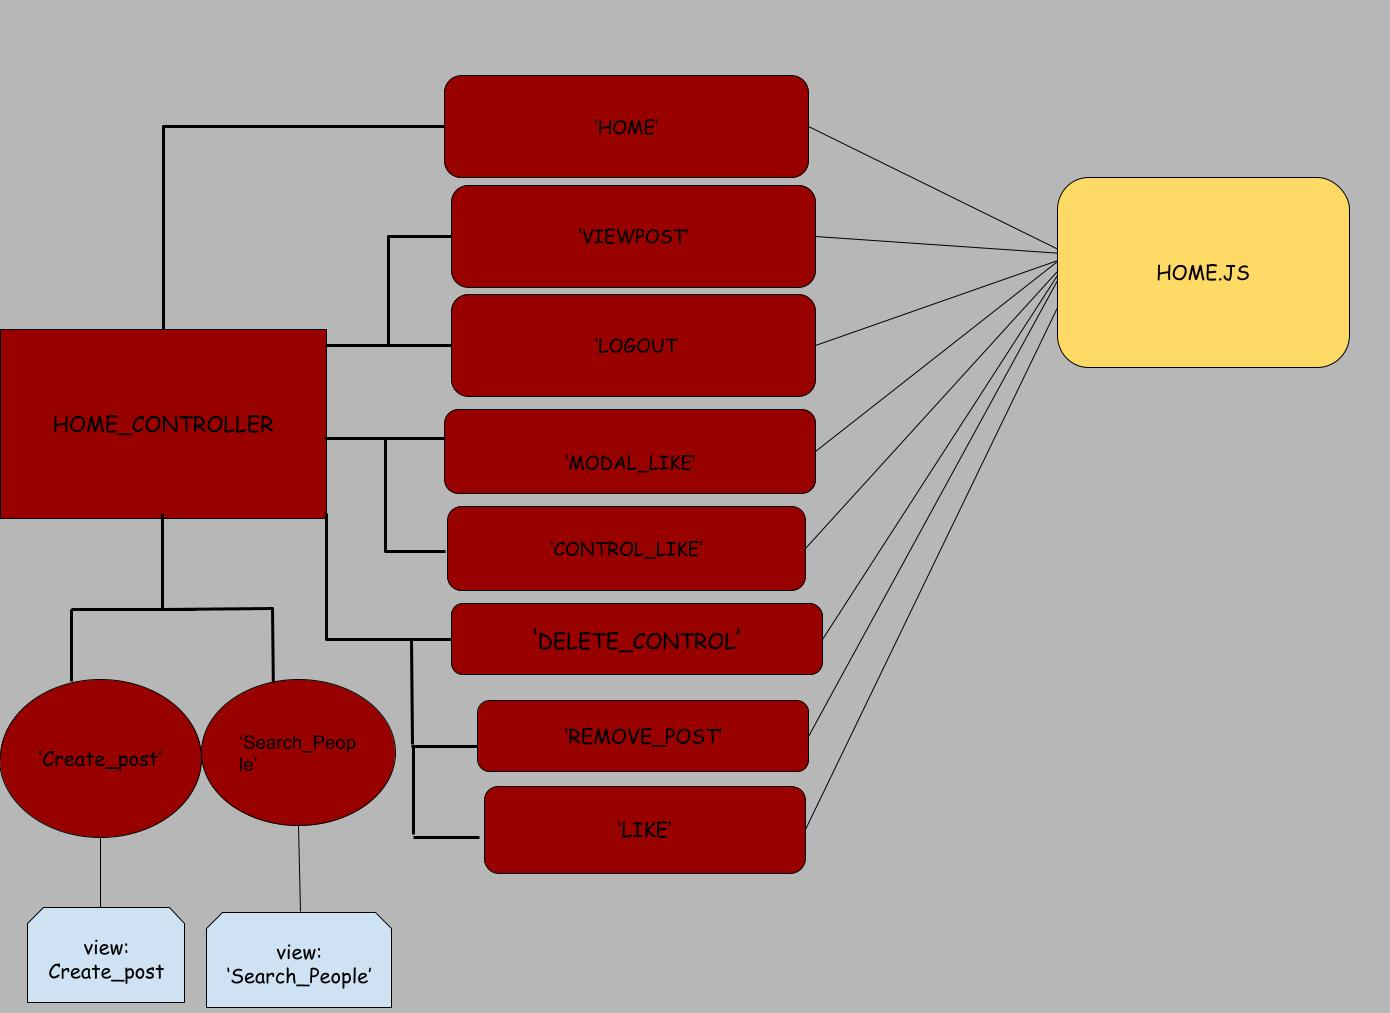 ‘HOME’
‘VIEWPOST’
HOME.JS
‘LOGOUT
HOME_CONTROLLER
‘MODAL_LIKE’
‘CONTROL_LIKE’
‘DELETE_CONTROL’
‘REMOVE_POST’
‘Create_post’
‘Search_Peop
le’
‘LIKE’
view:
Create_post
view:
‘Search_People’